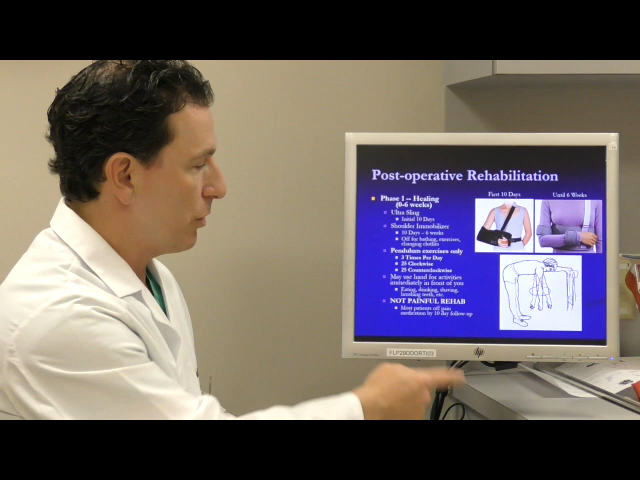 Post-operative Rehabilitation
Phase 1 -- Healing
(0-6 weeks)
Ultra Sling
Initial 10 Days
Shoulder Immobilizer
10 Days – 6 weeks
Off for bathing, exercises,
changing clothes
Pendulum exercises only
3 Times Per Day
25 Clockwise
25 Counterclockwise
May use hand for activities
immediately in front of you
Eating, drinking, shaving,
brushing teeth, etc.
NOT PAINFUL REHAB
Most patients off pain
medication by 10 day follow-up
First 10 Days
Until 6 Weeks
hp